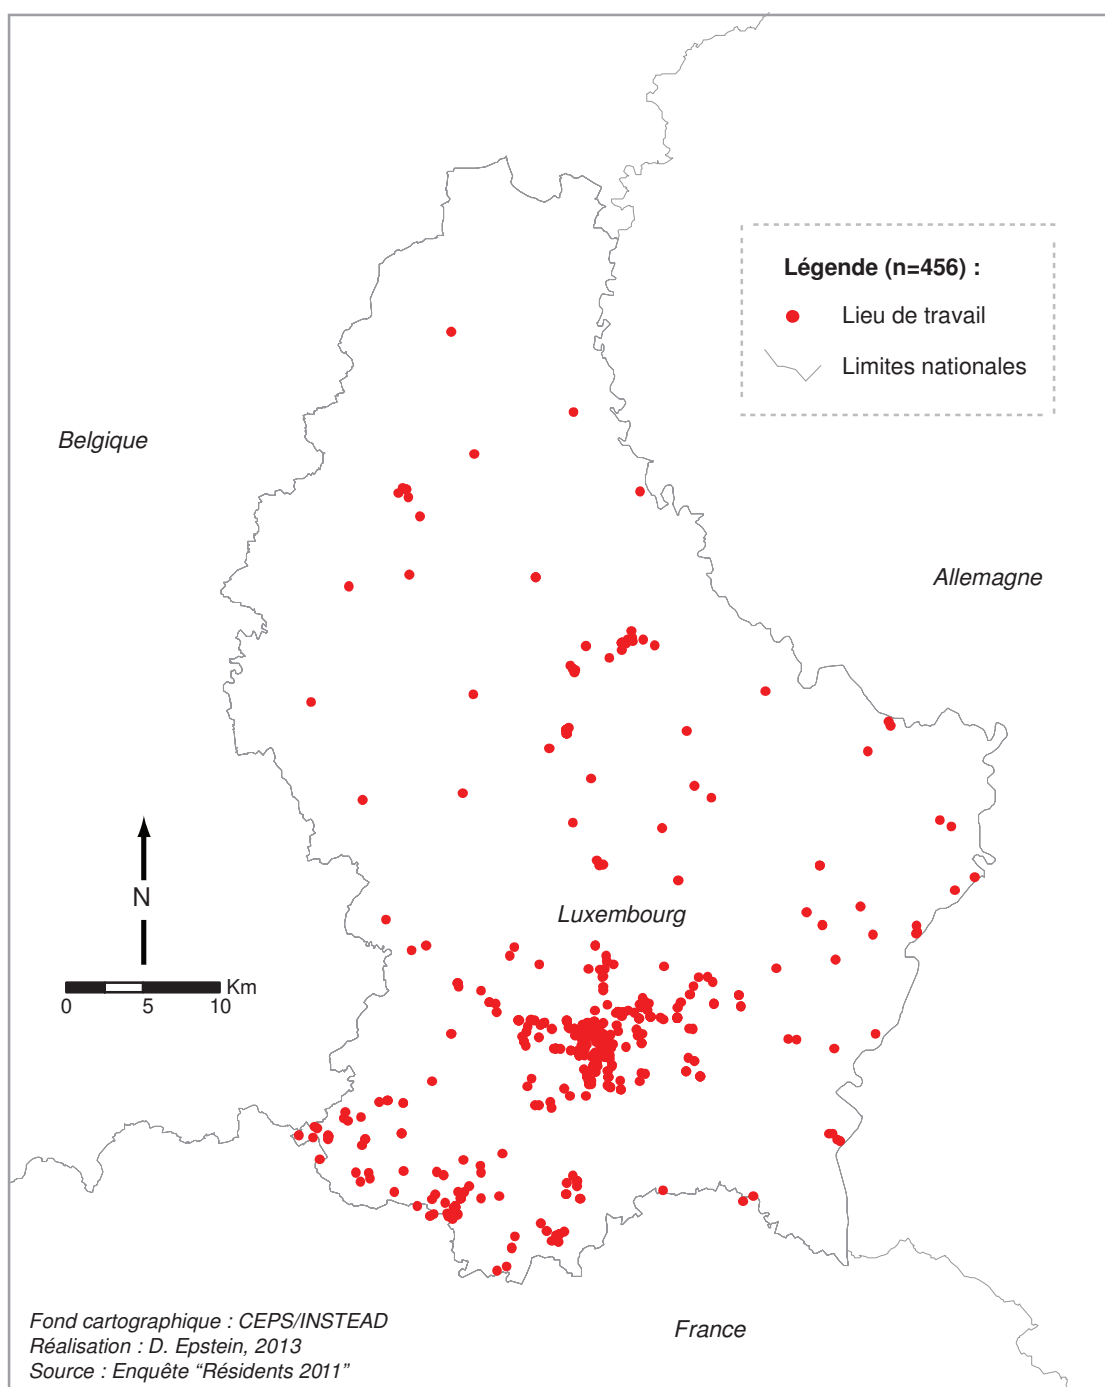 Légende (n=456) :
Lieu de travail
Limites nationales
Belgique
Allemagne
Luxembourg
N
Km
0 5 10
France
Fond cartographique : CEPS/INSTEAD
Réalisation : D. Epstein, 2013
Source : Enquête “Résidents 2011”